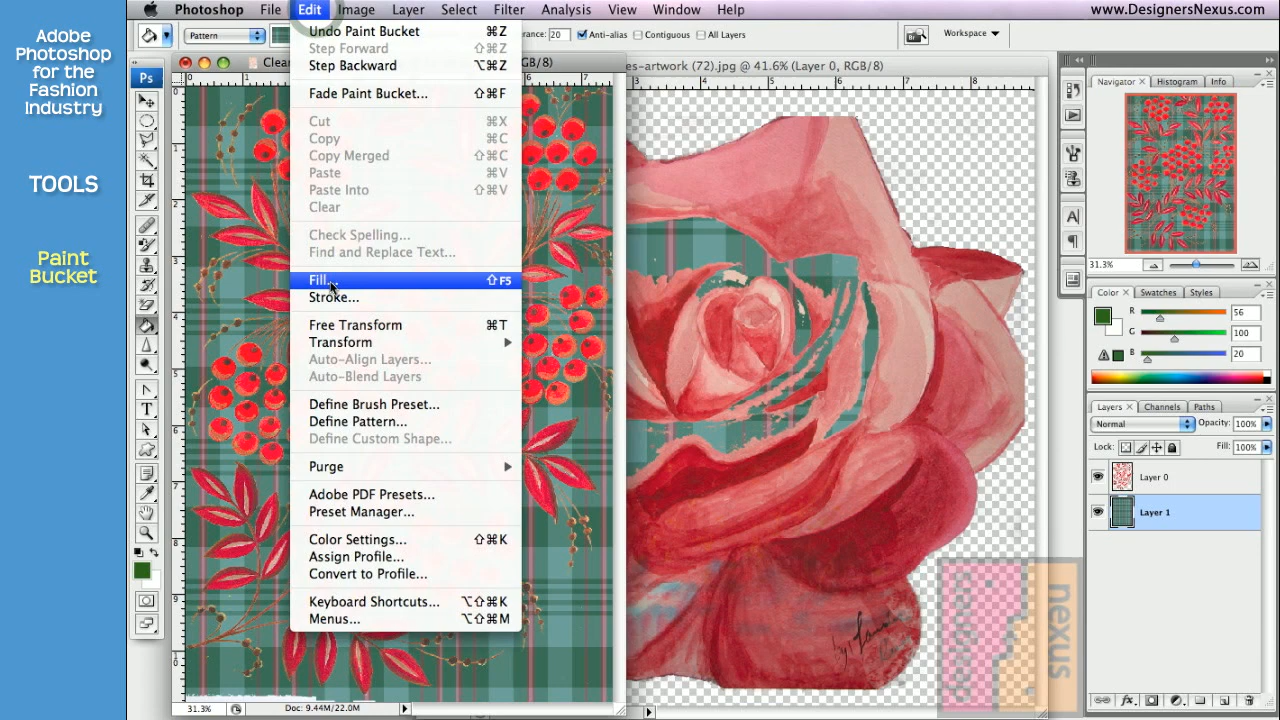 Photoshop File Edit Image Layer Select Filter Analysis View Window Help www.DesignersNexus.com
Adobe
Photoshop
for the
Fashion
Industry
TOOLS
Paint
Bucket
Pattern
Tolerance: 20 Anti-alias Contiguous All Layers
Workspace
Undo Paint Bucket ⌘Z
Step Forward ⇧⌘Z
Step Backward ⌥⌘Z
Fade Paint Bucket... ⇧⌘F
Cut ⌘X
Copy ⌘C
Copy Merged ⇧⌘C
Paste ⌘V
Paste Into ⇧⌘V
Clear
Check Spelling...
Find and Replace Text...
Fill... ⇧F5
Stroke...
Free Transform ⌘T
Transform
Auto-Align Layers...
Auto-Blend Layers
Define Brush Preset...
Define Pattern...
Define Custom Shape...
Purge
Adobe PDF Presets...
Preset Manager...
Color Settings... ⇧⌘K
Assign Profile...
Convert to Profile...
Keyboard Shortcuts... ⌥⇧⌘K
Menus... ⌥⇧⌘M
es-artwork (72).jpg @ 41.6% (Layer 0, RGB/8)
Ps
31.3% Doc: 9.44M/22.0M
Navigator Histogram Info
31.3%
Color Swatches Styles
R 56
G 100
B 20
Layers Channels Paths
Normal Opacity: 100%
Lock: Fill: 100%
Layer 0
Layer 1
nexus